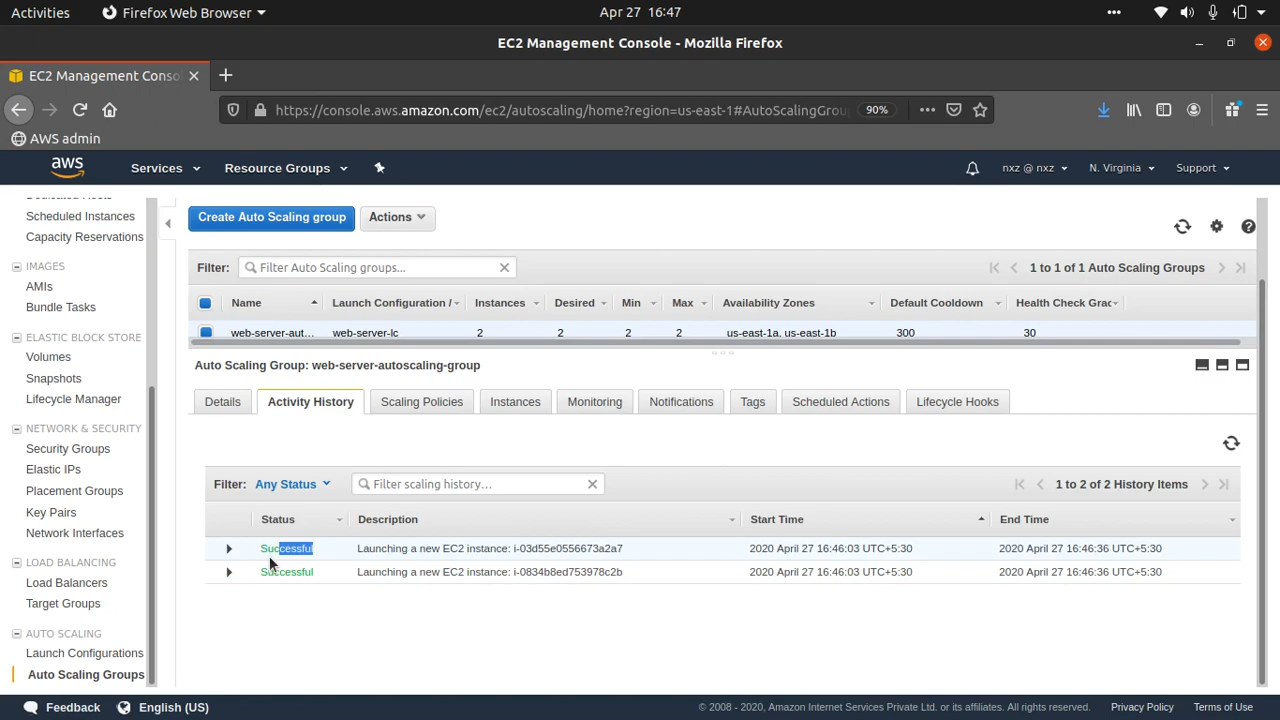 Activities Firefox Web Browser Apr 27 16:47
EC2 Management Console - Mozilla Firefox
EC2 Management Conso
https://console.aws.amazon.com/ec2/autoscaling/home?region=us-east-1#AutoScalingGrou 90%
AWS admin
aws Services Resource Groups nxz @ nxz N. Virginia Support
Scheduled Instances
Capacity Reservations
IMAGES
AMIs
Bundle Tasks
ELASTIC BLOCK STORE
Volumes
Snapshots
Lifecycle Manager
NETWORK & SECURITY
Security Groups
Elastic IPs
Placement Groups
Key Pairs
Network Interfaces
LOAD BALANCING
Load Balancers
Target Groups
AUTO SCALING
Launch Configurations
Auto Scaling Groups
Create Auto Scaling group Actions
Filter: Filter Auto Scaling groups... 1 to 1 of 1 Auto Scaling Groups
Name Launch Configuration / Instances Desired Min Max Availability Zones Default Cooldown Health Check Grac
web-server-aut... web-server-lc 2 2 2 2 us-east-1a, us-east-1b 300 30
Auto Scaling Group: web-server-autoscaling-group
Details Activity History Scaling Policies Instances Monitoring Notifications Tags Scheduled Actions Lifecycle Hooks
Filter: Any Status Filter scaling history... 1 to 2 of 2 History Items
Status Description Start Time End Time
Successful Launching a new EC2 instance: i-03d55e0556673a2a7 2020 April 27 16:46:03 UTC+5:30 2020 April 27 16:46:36 UTC+5:30
Successful Launching a new EC2 instance: i-0834b8ed753978c2b 2020 April 27 16:46:03 UTC+5:30 2020 April 27 16:46:36 UTC+5:30
Feedback English (US) © 2008 - 2020, Amazon Internet Services Private Ltd. or its affiliates. All rights reserved. Privacy Policy Terms of Use